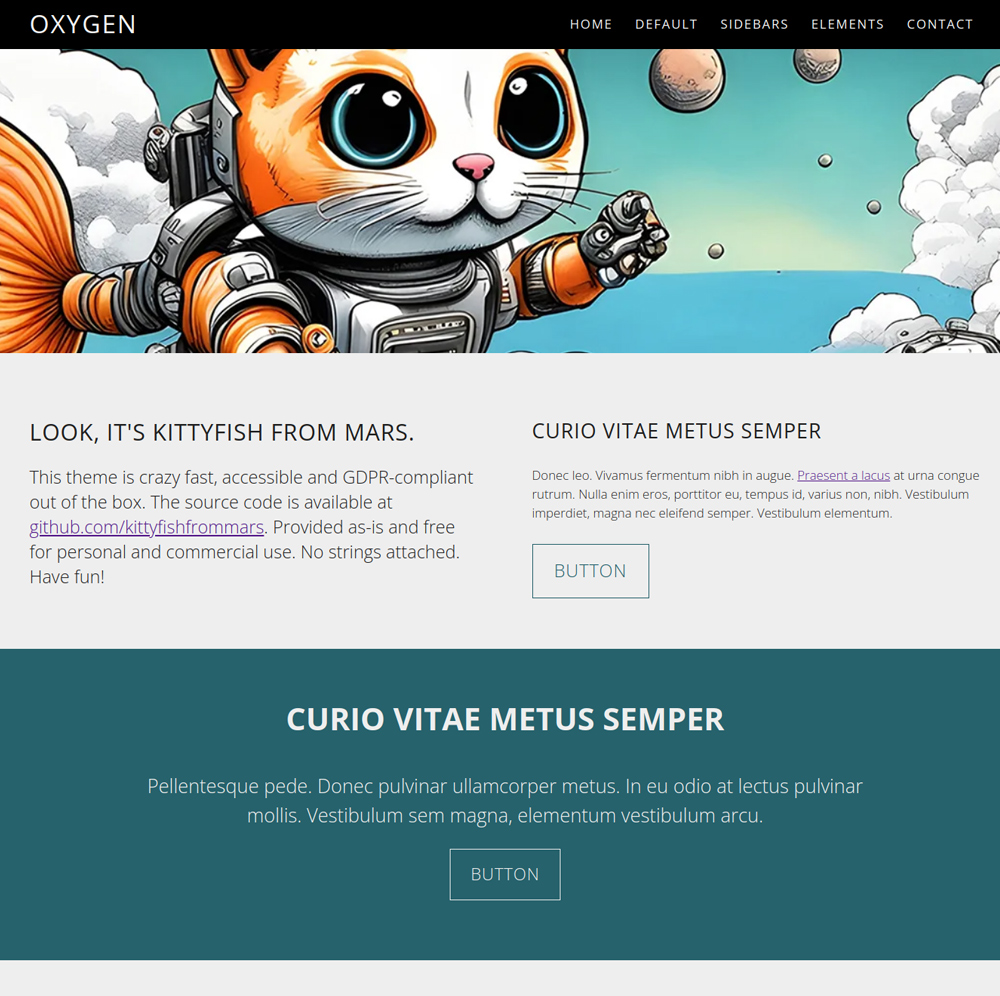 OXYGEN
HOME DEFAULT SIDEBARS ELEMENTS CONTACT
LOOK, IT'S KITTYFISH FROM MARS.
This theme is crazy fast, accessible and GDPR-compliant
out of the box. The source code is available at
github.com/kittyfishfrommars. Provided as-is and free
for personal and commercial use. No strings attached.
Have fun!
CURIO VITAE METUS SEMPER
Donec leo. Vivamus fermentum nibh in augue. Praesent a lacus at urna congue
rutrum. Nulla enim eros, porttitor eu, tempus id, varius non, nibh. Vestibulum
imperdiet, magna nec eleifend semper. Vestibulum elementum.
BUTTON
CURIO VITAE METUS SEMPER
Pellentesque pede. Donec pulvinar ullamcorper metus. In eu odio at lectus pulvinar
mollis. Vestibulum sem magna, elementum vestibulum arcu.
BUTTON